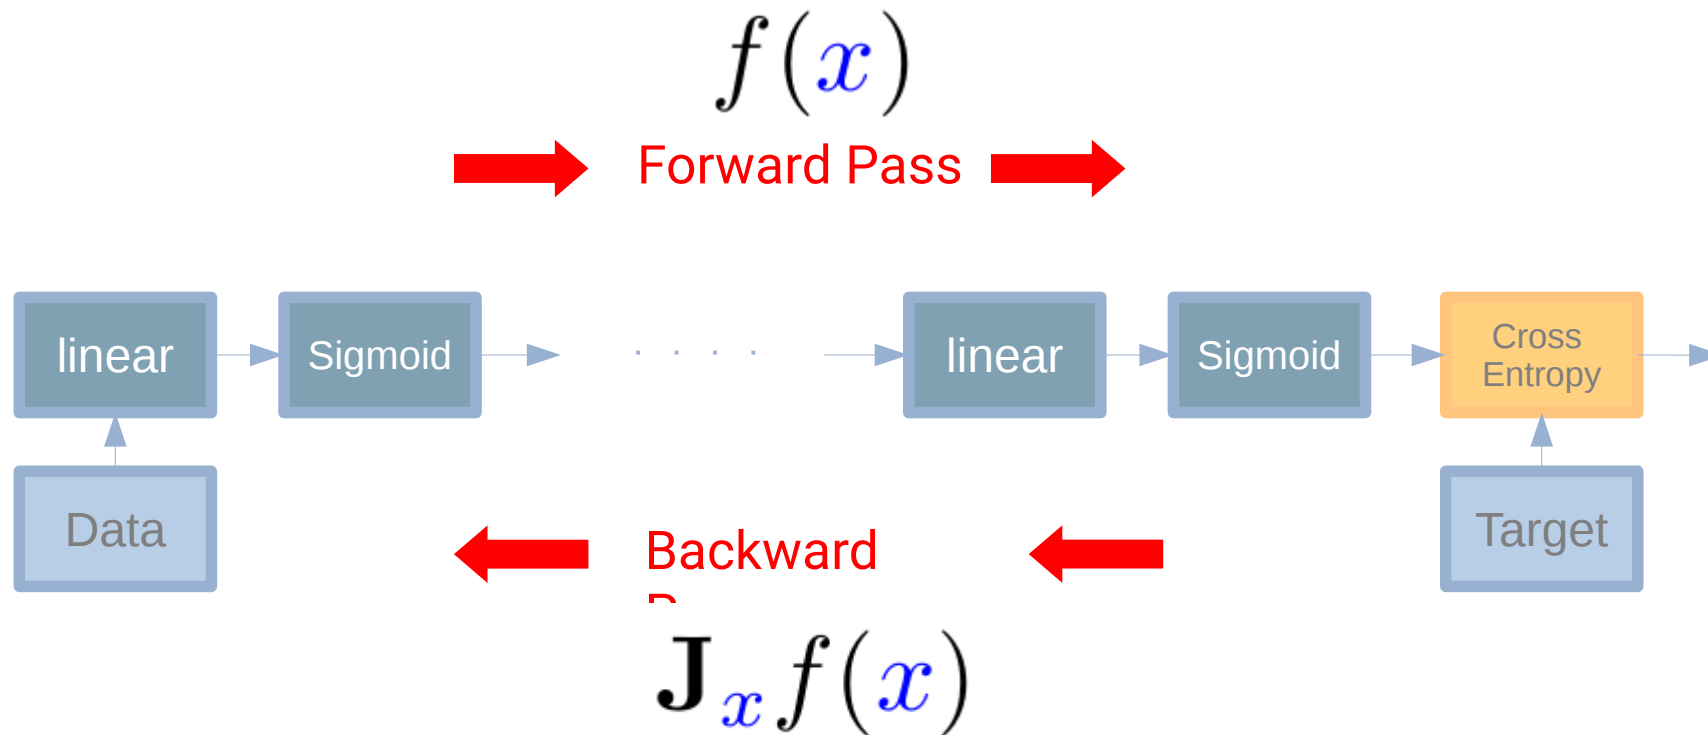 f(x)
Forward Pass
linear
Sigmoid
. . . .
linear
Sigmoid
Cross
Entropy
Data
Target
Backward
J_x f(x)